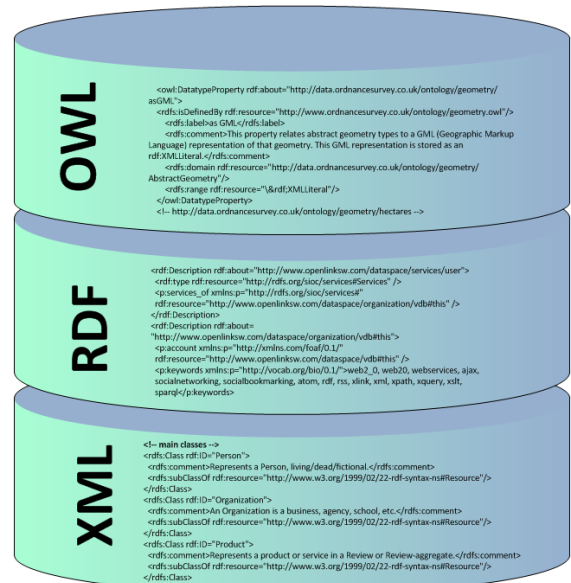 OWL
<owl:DatatypeProperty rdf:about="http://data.ordnancesurvey.co.uk/ontology/geometry/
asGML">
<rdfs:isDefinedBy rdf:resource="http://www.ordnancesurvey.co.uk/ontology/geometry.owl"/>
<rdfs:label>as GML</rdfs:label>
<rdfs:comment>This property relates abstract geometry types to a GML (Geographic Markup
Language) representation of that geometry. This GML representation is stored as an
rdf:XMLLiteral.</rdfs:comment>
<rdfs:domain rdf:resource="http://data.ordnancesurvey.co.uk/ontology/geometry/
AbstractGeometry"/>
<rdfs:range rdf:resource="\&rdf;XMLLiteral"/>
</owl:DatatypeProperty>
<!-- http://data.ordnancesurvey.co.uk/ontology/geometry/hectares -->
RDF
<rdf:Description rdf:about="http://www.openlinksw.com/dataspace/services/user">
<rdf:type rdf:resource="http://rdfs.org/sioc/services#Services" />
<p:services_of xmlns:p="http://rdfs.org/sioc/services#"
rdf:resource="http://www.openlinksw.com/dataspace/organization/vdb#this" />
</rdf:Description>
<rdf:Description rdf:about=
"http://www.openlinksw.com/dataspace/organization/vdb#this">
<p:account xmlns:p="http://xmlns.com/foaf/0.1/"
rdf:resource="http://www.openlinksw.com/dataspace/vdb#this" />
<p:keywords xmlns:p="http://vocab.org/bio/0.1/">web2_0, web20, webservices, ajax,
socialnetworking, socialbookmarking, atom, rdf, rss, xlink, xml, xpath, xquery, xslt,
sparql</p:keywords>
XML
<!-- main classes -->
<rdfs:Class rdf:ID="Person">
<rdfs:comment>Represents a Person, living/dead/fictional.</rdfs:comment>
<rdfs:subClassOf rdf:resource="http://www.w3.org/1999/02/22-rdf-syntax-ns#Resource"/>
</rdfs:Class>
<rdfs:Class rdf:ID="Organization">
<rdfs:comment>An Organization is a business, agency, school, etc.</rdfs:comment>
<rdfs:subClassOf rdf:resource="http://www.w3.org/1999/02/22-rdf-syntax-ns#Resource"/>
</rdfs:Class>
<rdfs:Class rdf:ID="Product">
<rdfs:comment>Represents a product or service in a Review or Review-aggregate.</rdfs:comment>
<rdfs:subClassOf rdf:resource="http://www.w3.org/1999/02/22-rdf-syntax-ns#Resource"/>
</rdfs:Class>